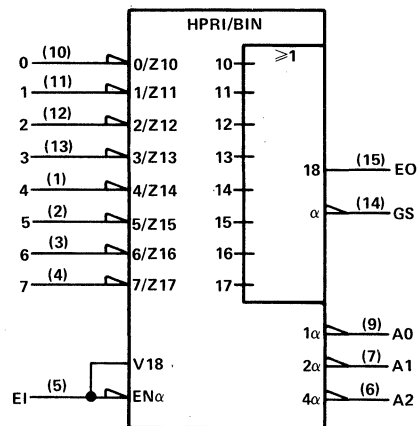 HPRI/BIN
≥1
0 (10) 0/Z10 10
1 (11) 1/Z11 11
2 (12) 2/Z12 12
3 (13) 3/Z13 13
18 (15) EO
4 (1) 4/Z14 14
α (14) GS
5 (2) 5/Z15 15
6 (3) 6/Z16 16
7 (4) 7/Z17 17
1α (9) A0
V18
2α (7) A1
EI (5) ENα
4α (6) A2